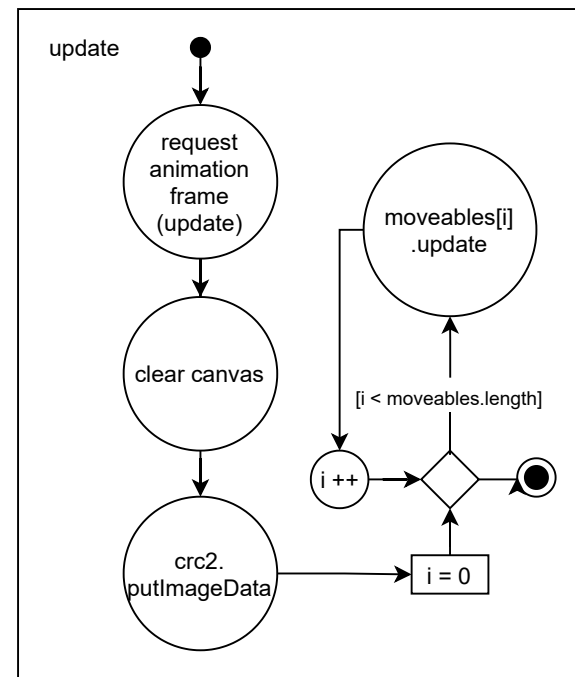 update
request
animation
frame
(update)
clear canvas
crc2.
putImageData
i = 0
i ++
[i < moveables.length]
moveables[i]
.update